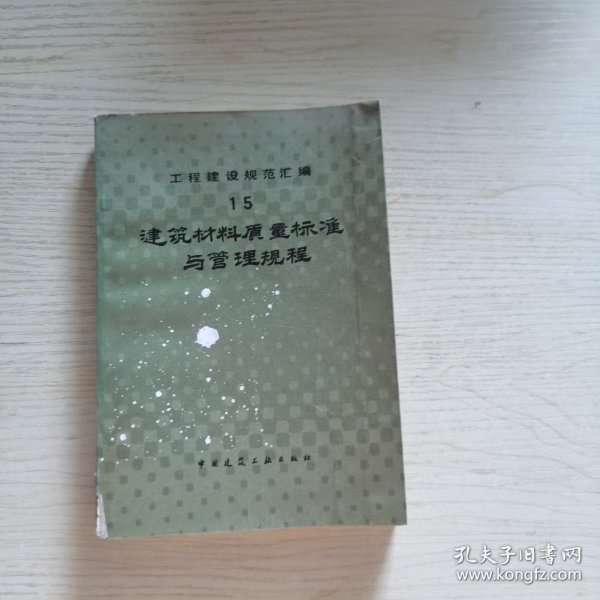 工程建设规范汇编
15
建筑材料质量标准
与管理规程
中国建筑工业出版社
孔夫子旧书网
www.kongfz.com